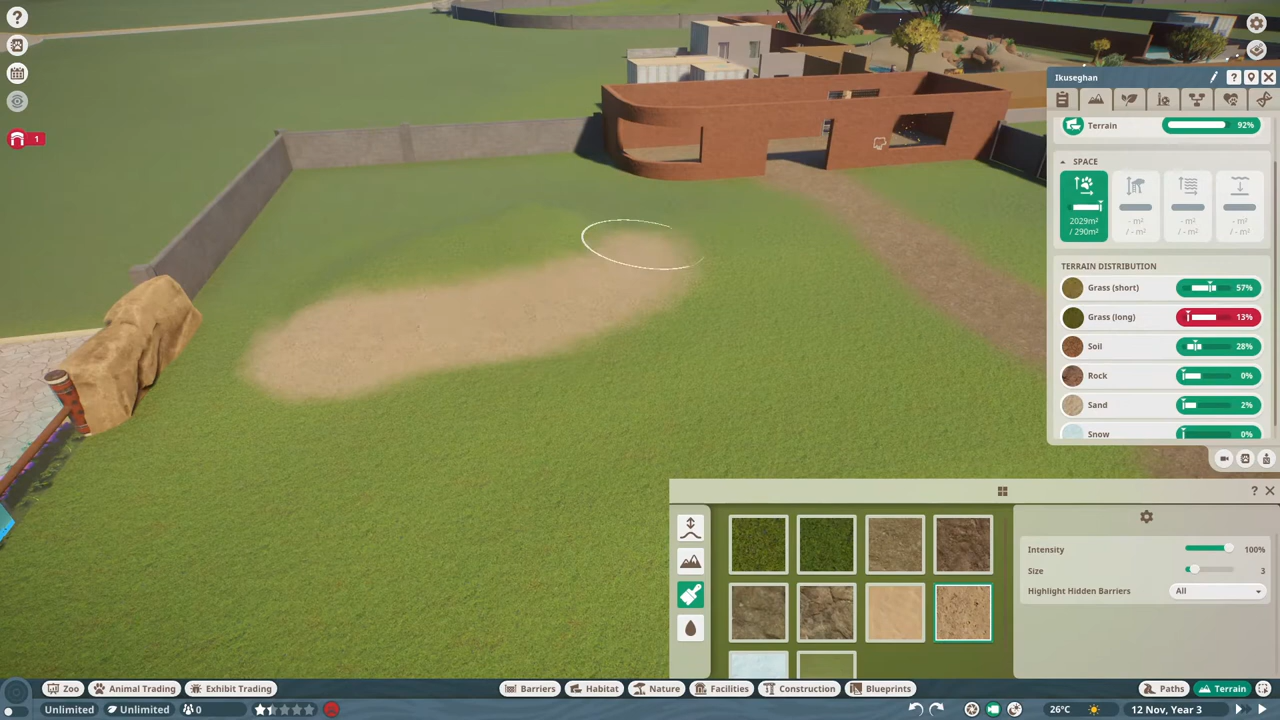 ?
1
Ikuseghan
?
Terrain 92%
SPACE
2029m² / 290m²
- m² / - m²
- m² / - m²
- m² / - m²
TERRAIN DISTRIBUTION
Grass (short) 57%
Grass (long) 13%
Soil 28%
Rock 0%
Sand 2%
Snow 0%
?
Intensity 100%
Size 3
Highlight Hidden Barriers All
Zoo Animal Trading Exhibit Trading Barriers Habitat Nature Facilities Construction Blueprints Paths Terrain
Unlimited Unlimited 0 26°C 12 Nov, Year 3